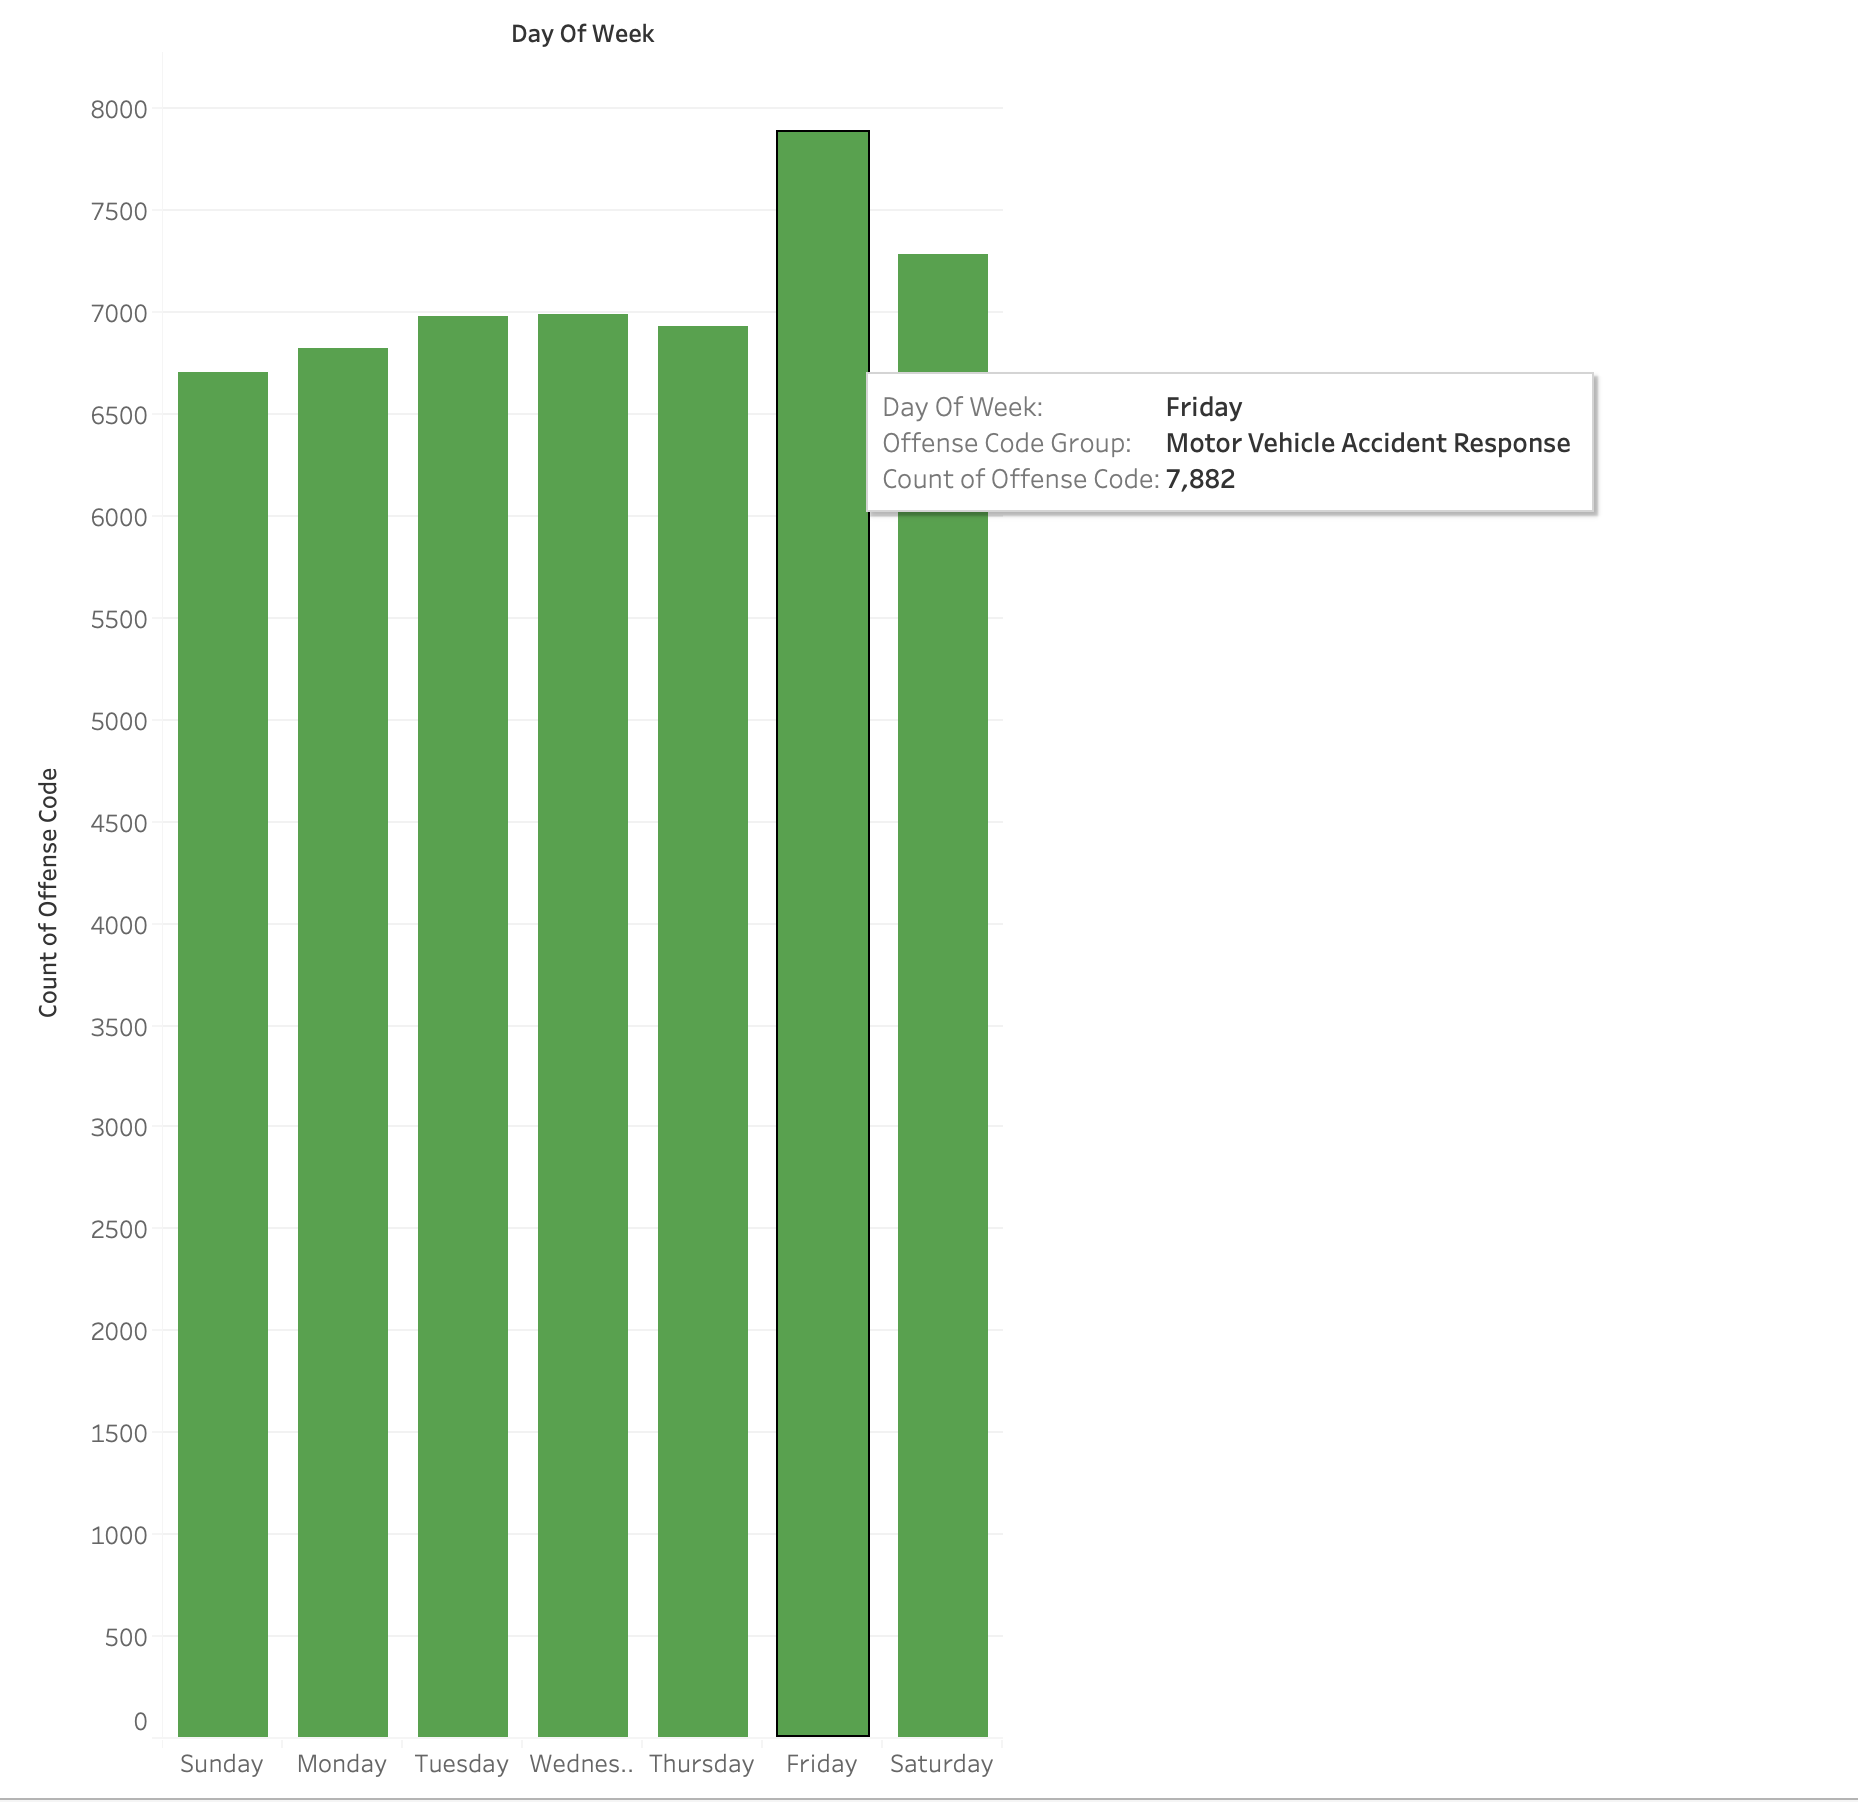 Day Of Week
8000
7500
7000
6500
6000
5500
5000
4500
4000
3500
3000
2500
2000
1500
1000
500
0
Count of Offense Code
Day Of Week: Friday
Offense Code Group: Motor Vehicle Accident Response
Count of Offense Code: 7,882
Sunday Monday Tuesday Wednes.. Thursday Friday Saturday